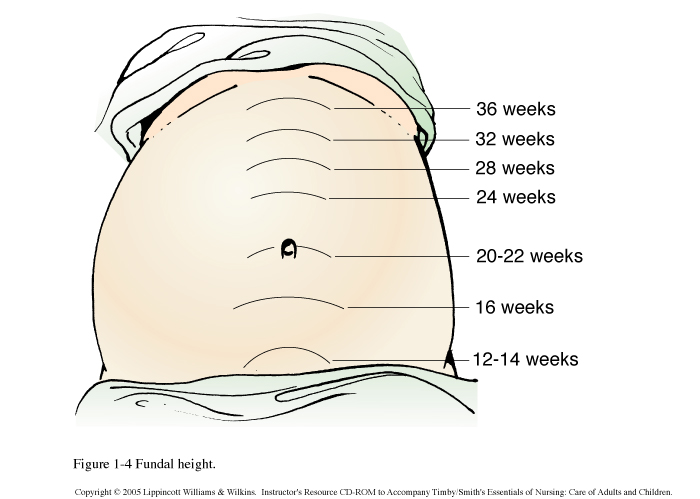 36 weeks
32 weeks
28 weeks
24 weeks
20-22 weeks
16 weeks
12-14 weeks
Figure 1-4 Fundal height.
Copyright © 2005 Lippincott Williams & Wilkins. Instructor's Resource CD-ROM to Accompany Timby/Smith's Essentials of Nursing: Care of Adults and Children.